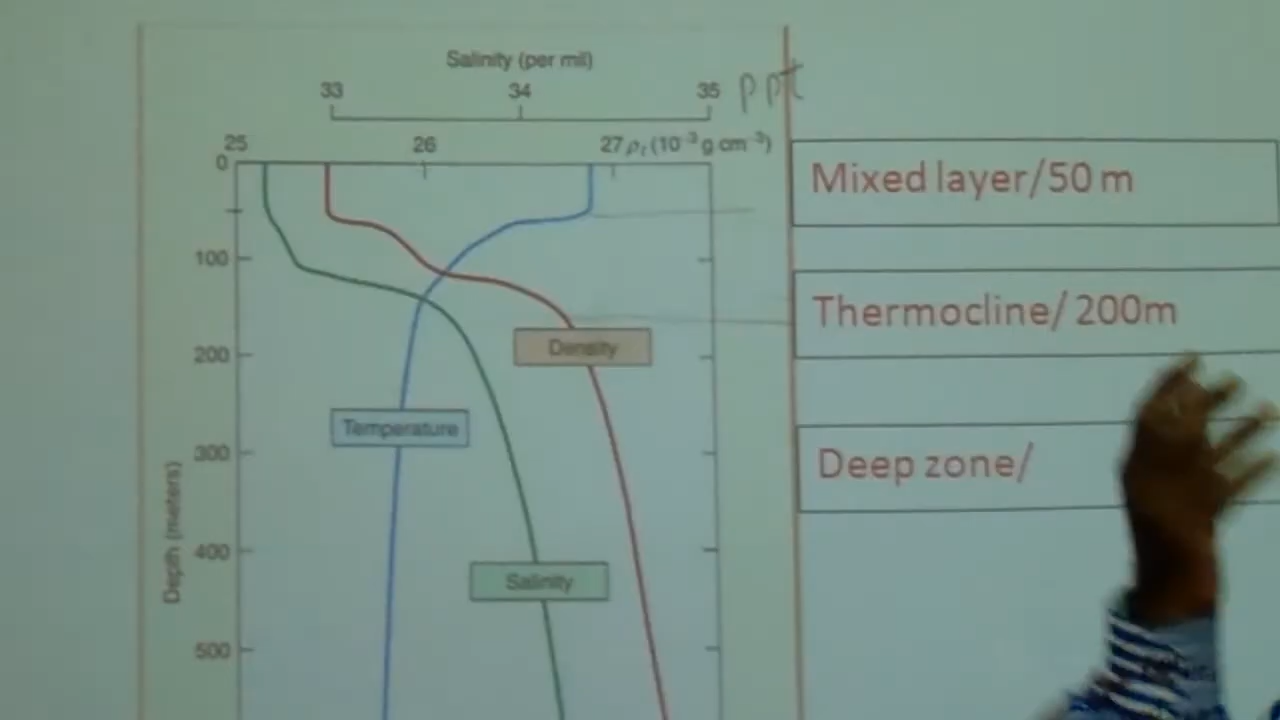 Salinity (per mil)
33 34 35 ppt
25 26 27 ρt (10⁻³ g cm⁻³)
0
Mixed layer/50 m
100
Thermocline/ 200m
Density
200
Temperature
300
Deep zone/
400
Salinity
500
Depth (meters)